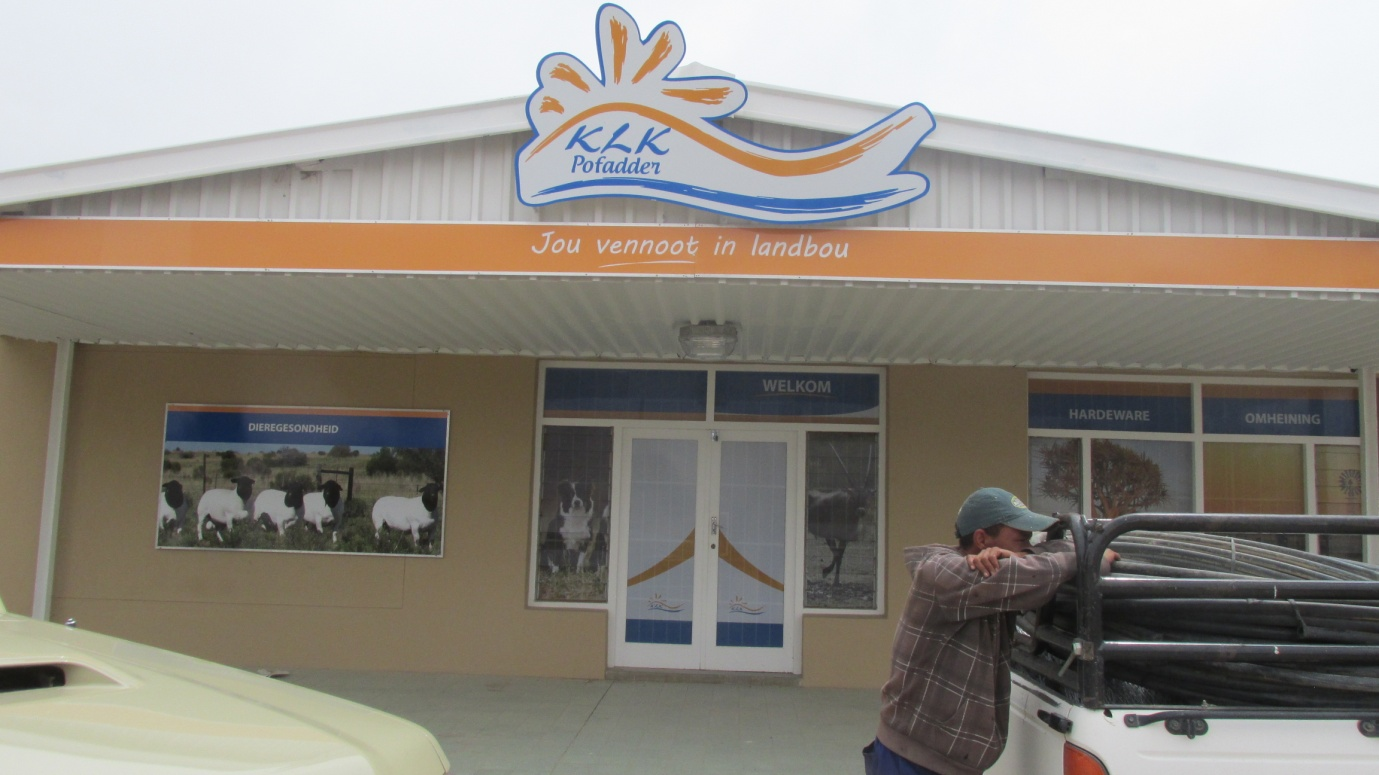 KLK
Pofadder
Jou vennoot in landbou
DIEREGESONDHEID
WELKOM
HARDEWARE
OMHEINING